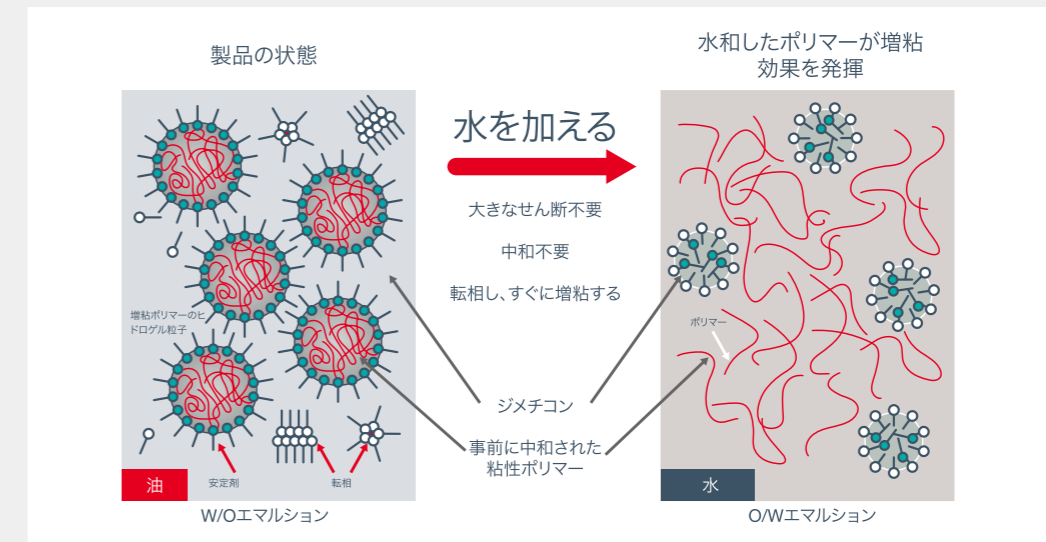 製品の状態
水和したポリマーが増粘
効果を発揮
水を加える
大きなせん断不要
中和不要
転相し、すぐに増粘する
増粘ポリマーのヒ
ドロゲル粒子
ポリマー
ジメチコン
事前に中和された
粘性ポリマー
油
安定剤
転相
水
W/Oエマルション
O/Wエマルション